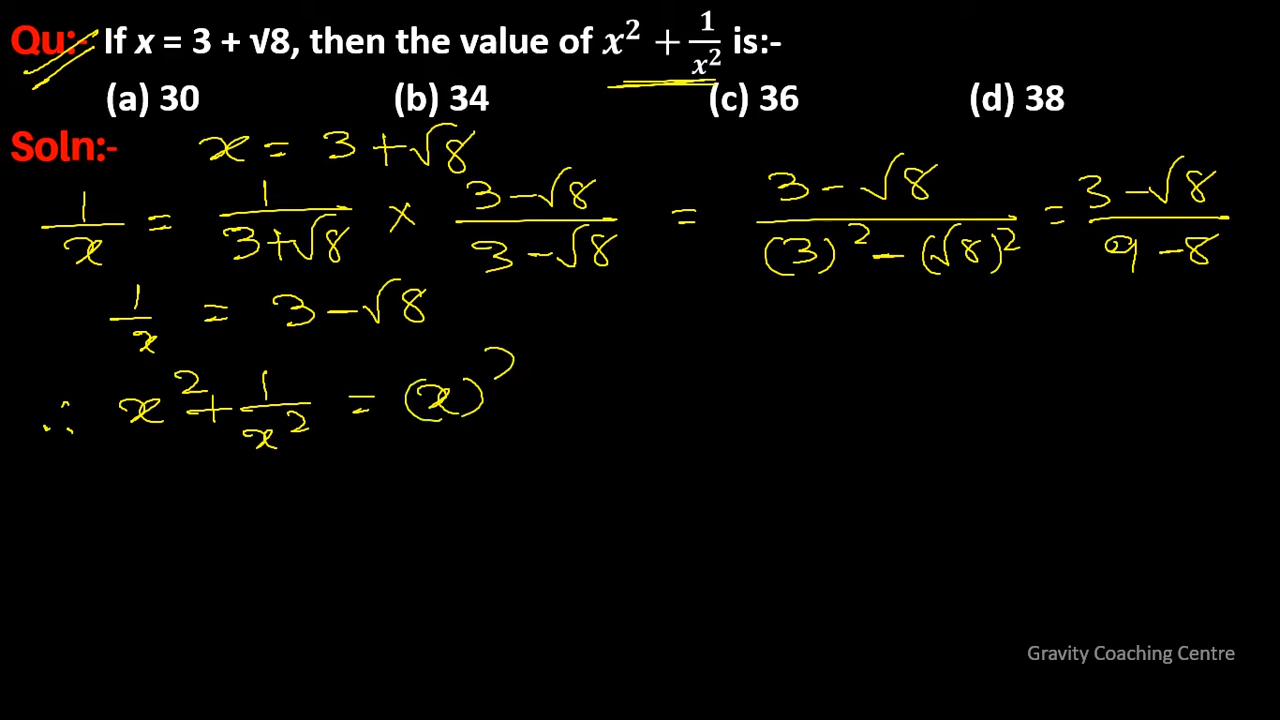 Qu:- If x = 3 + √8, then the value of x² + 1/x² is:-
(a) 30 (b) 34 (c) 36 (d) 38
Soln:- x = 3 + √8
1/x = 1/(3+√8) × (3-√8)/(3-√8) = (3-√8)/((3)² - (√8)²) = (3-√8)/(9-8)
1/x = 3-√8
∴ x² + 1/x² = (x)²
Gravity Coaching Centre